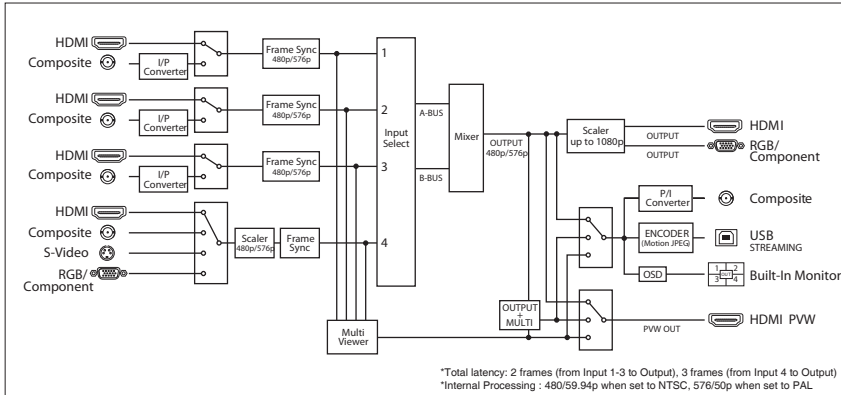 HDMI
Composite
I/P
Converter
Frame Sync
480p/576p
1
HDMI
Composite
I/P
Converter
Frame Sync
480p/576p
2
HDMI
Composite
I/P
Converter
Frame Sync
480p/576p
3
HDMI
Composite
S-Video
RGB/
Component
Scaler
480p/576p
Frame
Sync
4
Input
Select
A-BUS
B-BUS
Mixer
OUTPUT
480p/576p
Multi
Viewer
OUTPUT
+
MULTI
Scaler
up to 1080p
OUTPUT
HDMI
OUTPUT
RGB/
Component
P/I
Converter
Composite
ENCODER
(Motion JPEG)
USB
STREAMING
OSD
1 2
OUT
3 4
Built-In Monitor
PVW OUT
HDMI PVW
*Total latency: 2 frames (from Input 1-3 to Output), 3 frames (from Input 4 to Output)
*Internal Processing : 480/59.94p when set to NTSC, 576/50p when set to PAL